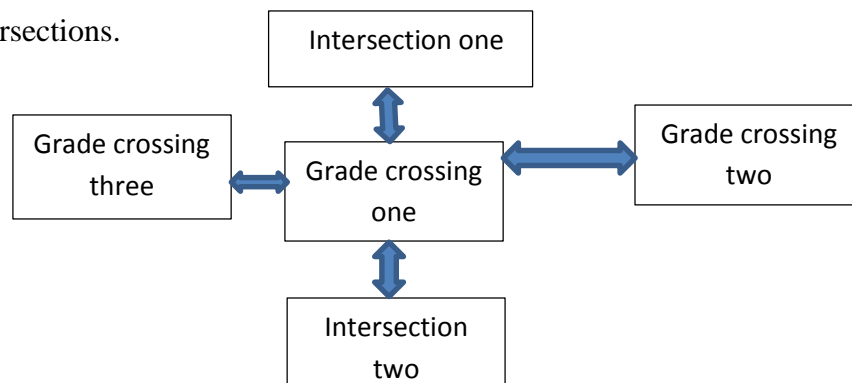 rsections.
Intersection one
Grade crossing
three
Grade crossing
one
Grade crossing
two
Intersection
two